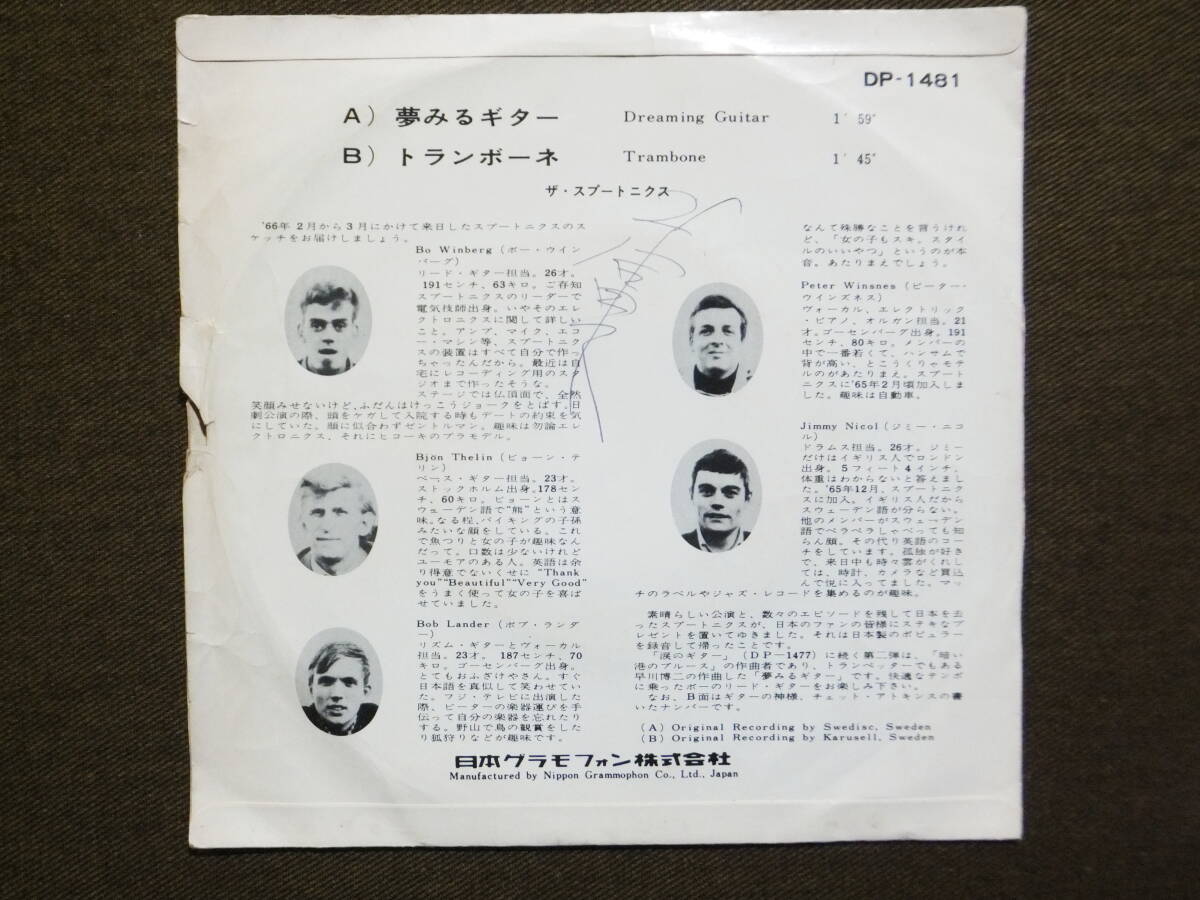 DP-1481
A) 夢みるギター Dreaming Guitar 1′ 59″
B) トランボーネ Trambone 1′ 45″
ザ・スプートニクス
'66年2月から3月にかけて来日したスプートニクスのス
ケッチをお届けしましょう。
Bo Winberg (ボー・ウイン
バーグ)
リード・ギター担当。26才。
191センチ、63キロ。ご存知
スプートニクスのリーダーで
電気技師出身。いやそのエレ
クトロニクスに関して詳しい
こと。アンプ、マイク、エコ
ー・マシン等、スプートニク
スの装置はすべて自分で作っ
ちゃったんだから。最近は自
宅にレコーディング用のスタ
ジオまで作ったそうな。
ステージでは仏頂面で、全然
笑顔みせないけど、ふだんはけっこうジョークをとばす。日
劇公演の際、頭をケガして入院する時もデートの約束を気
にしていた。顔に似合わずゼントルマン。趣味は勿論エレ
クトロニクス、それにヒコーキのプラモデル。
Bjön Thelin (ビョーン・テ
リン)
ベース・ギター担当。23才。
ストックホルム出身。178セン
チ、60キロ。ビョーンとはス
ウェーデン語で"熊"という意
味。なる程、バイキングの子孫
みたいな顔をしている。これ
で魚つりと女の子が趣味なん
だって。口数は少ないけれど
ユーモアのある人。英語は余
り得意でないくせに "Thank
you""Beautiful""Very Good"
をうまく使って女の子を喜ば
せていました。
Bob Lander (ボブ・ランダ
ー)
リズム・ギターとヴォーカル
担当。23才。187センチ、70
キロ。ゴーセンバーグ出身。
とてもおふざけやさん。すぐ
日本語を真似して笑わせてい
た。フジ・テレビに出演した
際、ピーターの楽器運びを手
伝って自分の楽器を忘れたり
する。野山で鳥の観賞をした
り狐狩りなどが趣味です。
なんて殊勝なことを言うけれ
ど、「女の子もスキ。スタイ
ルのいいやつ」というのが本
音。あたりまえでしょう。
Peter Winsnes (ピーター・
ウインズネス)
ヴォーカル、エレクトリック
・ピアノ、オルガン担当。21
才。ゴーセンバーグ出身。191
センチ、80キロ。メンバーの
中で一番若くて、ハンサムで
背が高い、とこうくりゃモテ
ルのがあたりまえ。スプート
ニクスに'65年2月頃加入しま
した。趣味は自動車。
Jimmy Nicol (ジミー・ニコ
ル)
ドラムス担当。26才。ジミー
だけはイギリス人でロンドン
出身。5フィート4インチ、
体重はわからないと答えまし
た。'65年12月、スプートニク
スに加入。イギリス人だから
スウェーデン語が分らない。
他のメンバーがスウェーデン
語でペラペラしゃべっても知
らん顔。その代り英語のコー
チをしています。孤独が好き
で、来日中も時々雲がくれし
ては、時計、カメラなど買込
んで悦に入ってました。マッ
チのラベルやジャズ・レコードを集めるのが趣味。
素晴らしい公演と、数々のエピソードを残して日本を去
ったスプートニクスが、日本のファンの皆様にステキなプ
レゼントを置いてゆきました。それは日本製のポピュラー
を録音して帰ったことです。
「涙のギター」(DP-1477)に続く第二弾は、「暗い
港のブルース」の作曲者であり、トランペッターでもある
早川博二の作曲した「夢みるギター」です。快適なテンポ
に乗ったボーのリード・ギターをお楽しみ下さい。
なお、B面はギターの神様、チェット・アトキンスの書
いたナンバーです。
(A) Original Recording by Swedisc, Sweden
(B) Original Recording by Karusell, Sweden
日本グラモフォン株式会社
Manufactured by Nippon Grammophon Co., Ltd., Japan